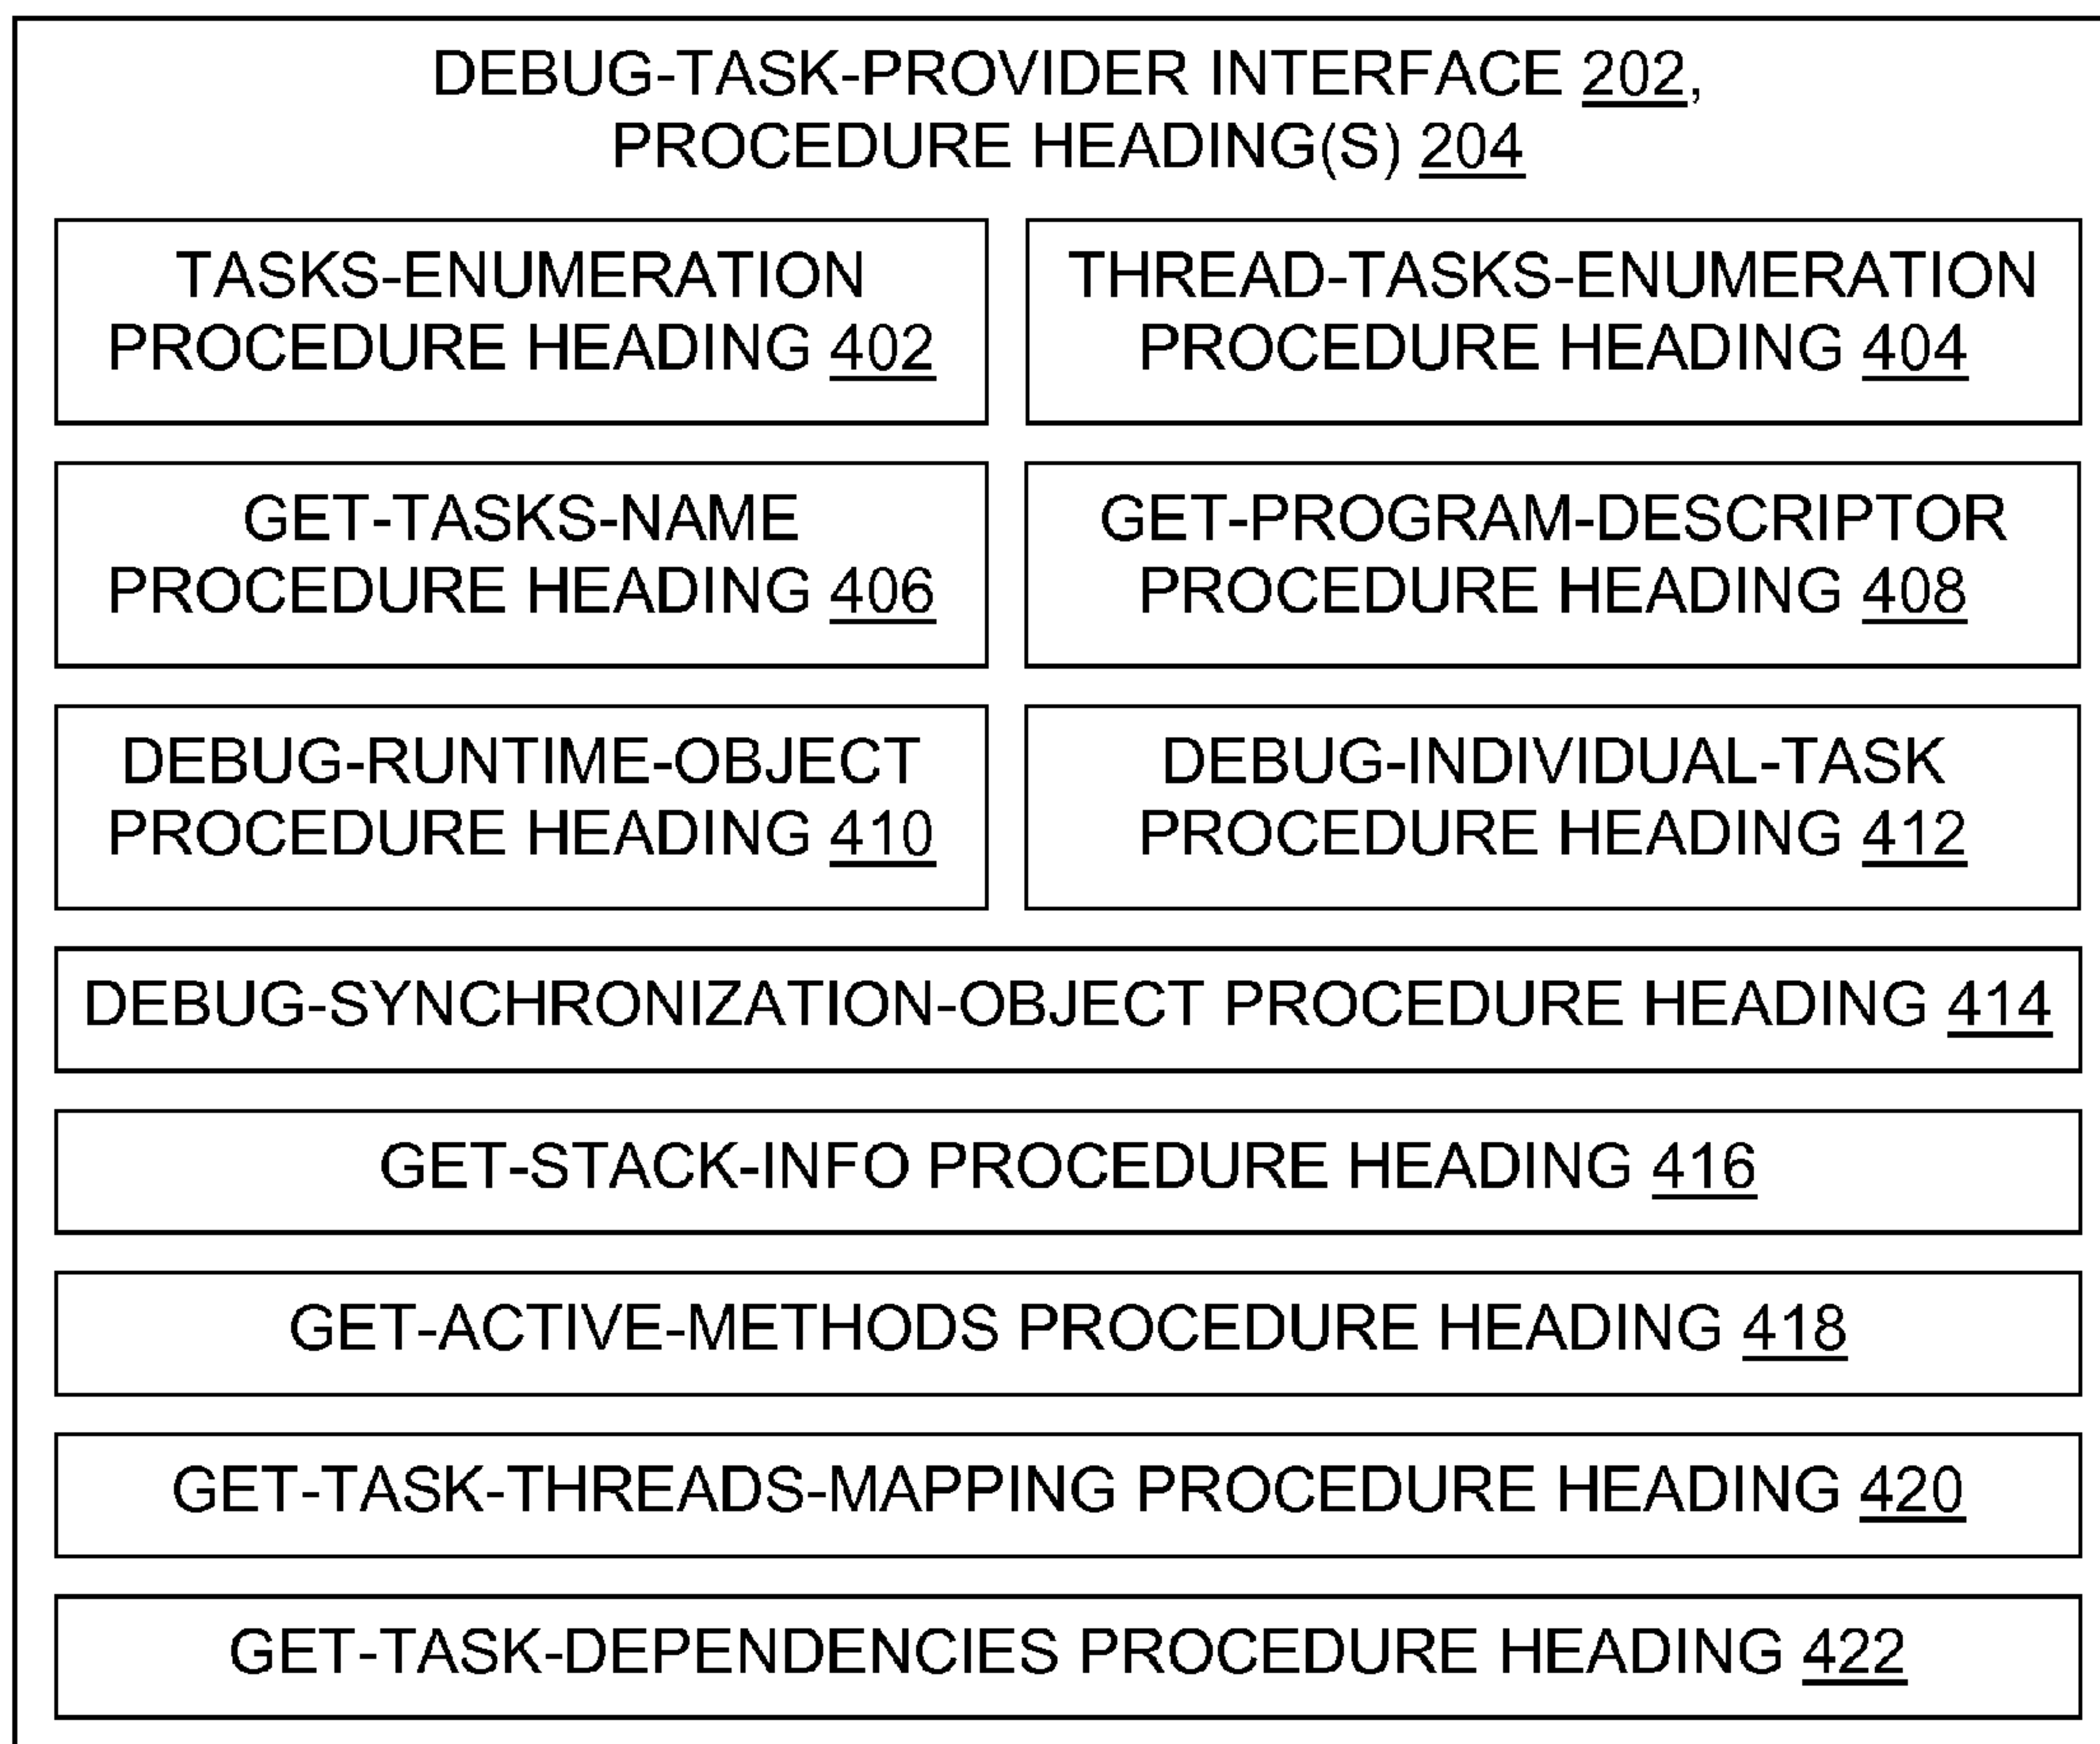 DEBUG-TASK-PROVIDER INTERFACE 202,
PROCEDURE HEADING(S) 204
TASKS-ENUMERATION
PROCEDURE HEADING 402
THREAD-TASKS-ENUMERATION
PROCEDURE HEADING 404
GET-TASKS-NAME
PROCEDURE HEADING 406
GET-PROGRAM-DESCRIPTOR
PROCEDURE HEADING 408
DEBUG-RUNTIME-OBJECT
PROCEDURE HEADING 410
DEBUG-INDIVIDUAL-TASK
PROCEDURE HEADING 412
DEBUG-SYNCHRONIZATION-OBJECT PROCEDURE HEADING 414
GET-STACK-INFO PROCEDURE HEADING 416
GET-ACTIVE-METHODS PROCEDURE HEADING 418
GET-TASK-THREADS-MAPPING PROCEDURE HEADING 420
GET-TASK-DEPENDENCIES PROCEDURE HEADING 422